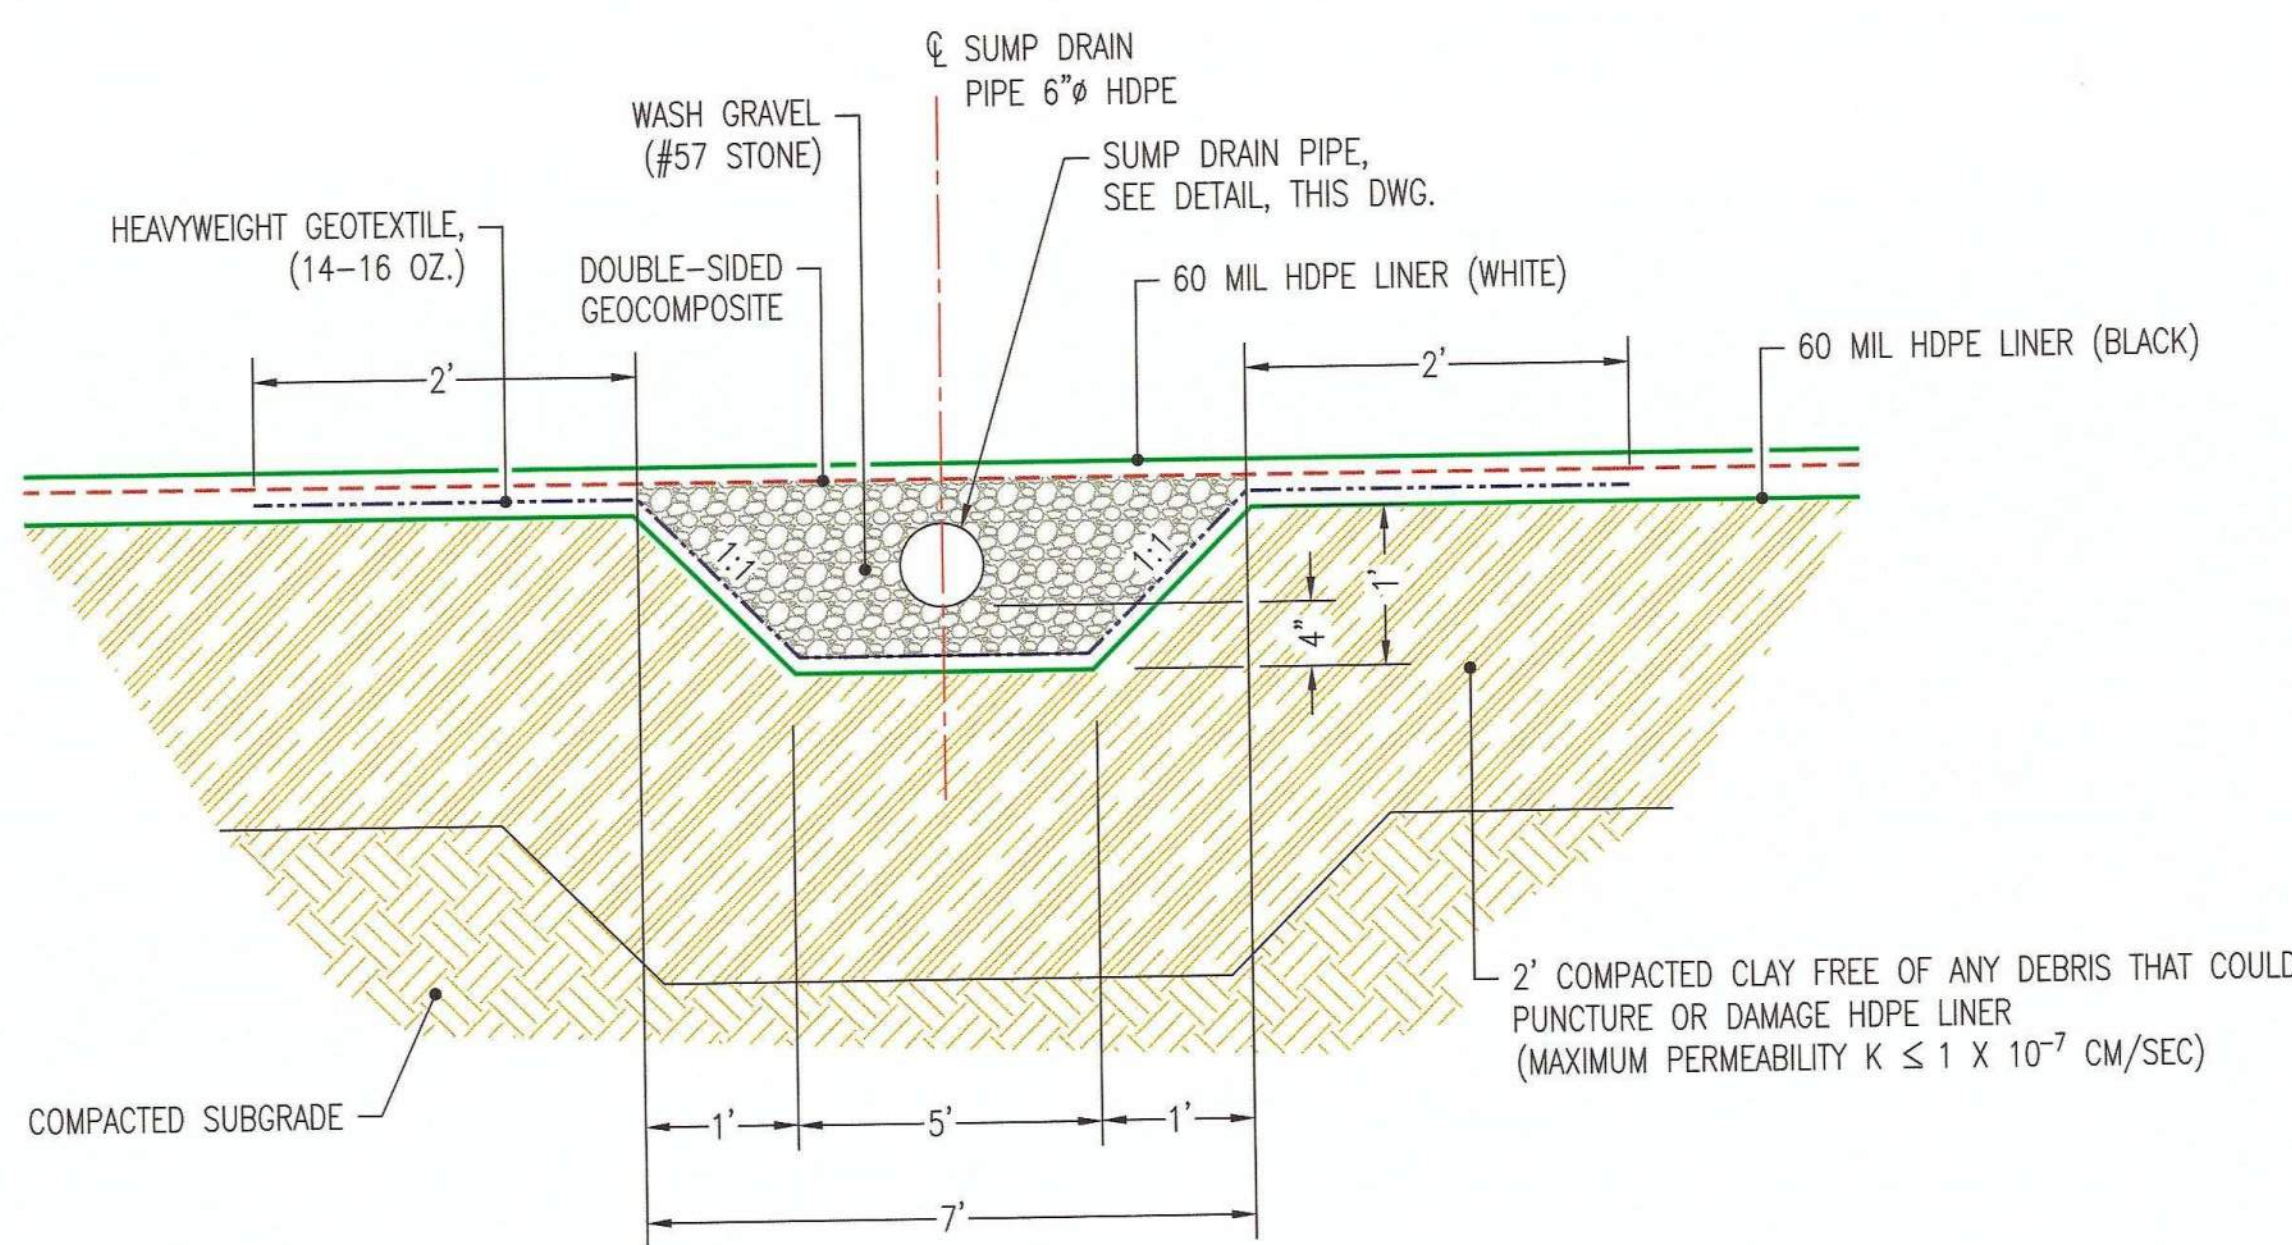 ℄ SUMP DRAIN
PIPE 6"ø HDPE
WASH GRAVEL
(#57 STONE)
SUMP DRAIN PIPE,
SEE DETAIL, THIS DWG.
HEAVYWEIGHT GEOTEXTILE,
(14-16 OZ.)
DOUBLE-SIDED
GEOCOMPOSITE
60 MIL HDPE LINER (WHITE)
60 MIL HDPE LINER (BLACK)
2'
2'
1:1
1:1
1'
4"
2' COMPACTED CLAY FREE OF ANY DEBRIS THAT COULD
PUNCTURE OR DAMAGE HDPE LINER
(MAXIMUM PERMEABILITY K ≤ 1 X 10⁻⁷ CM/SEC)
COMPACTED SUBGRADE
1'
5'
1'
7'